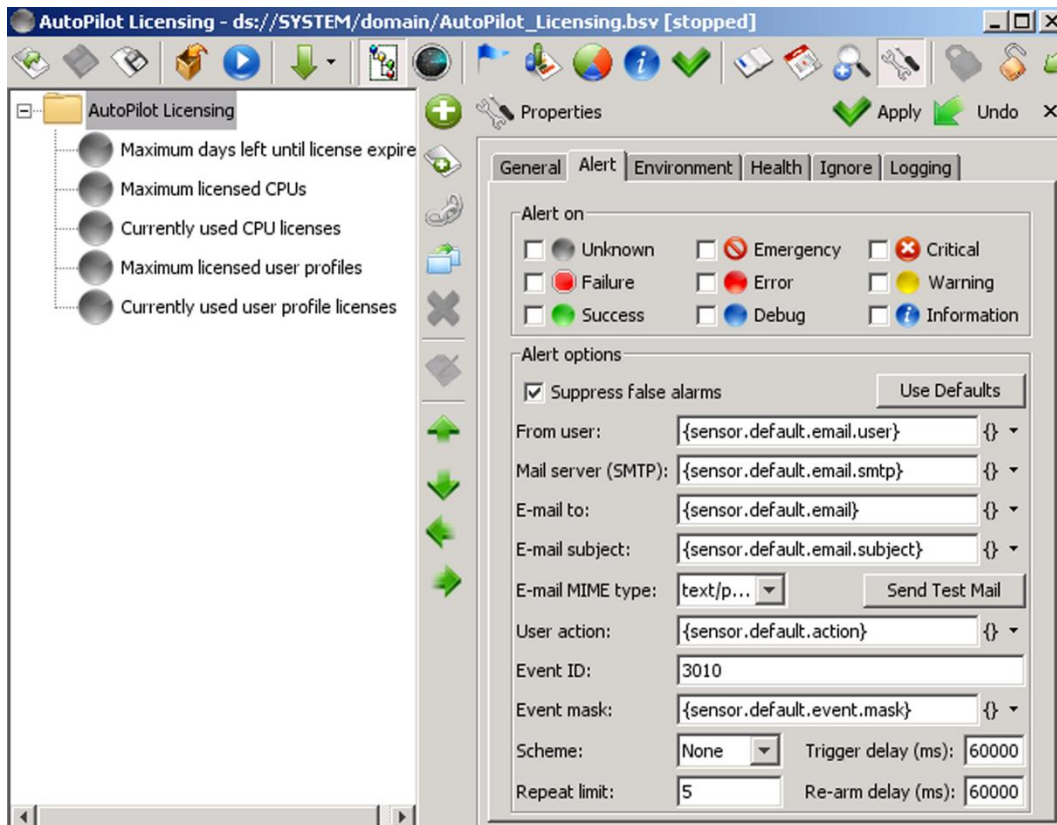 AutoPilot Licensing - ds://SYSTEM/domain/AutoPilot_Licensing.bsv [stopped]
AutoPilot Licensing
Maximum days left until license expire
Maximum licensed CPUs
Currently used CPU licenses
Maximum licensed user profiles
Currently used user profile licenses
Properties
Apply
Undo
General Alert Environment Health Ignore Logging
Alert on
Unknown Emergency Critical
Failure Error Warning
Success Debug Information
Alert options
Suppress false alarms Use Defaults
From user: {sensor.default.email.user} {}
Mail server (SMTP): {sensor.default.email.smtp} {}
E-mail to: {sensor.default.email} {}
E-mail subject: {sensor.default.email.subject} {}
E-mail MIME type: text/p... Send Test Mail
User action: {sensor.default.action} {}
Event ID: 3010
Event mask: {sensor.default.event.mask} {}
Scheme: None Trigger delay (ms): 60000
Repeat limit: 5 Re-arm delay (ms): 60000